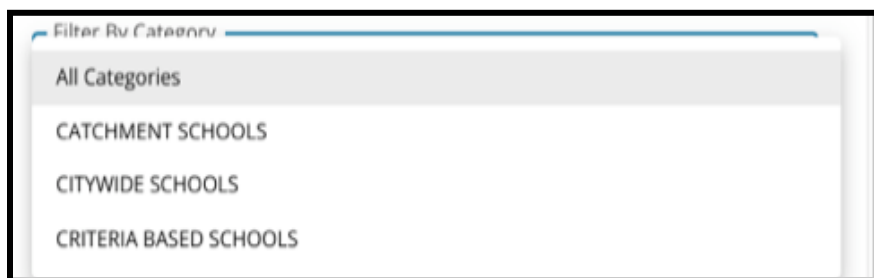 Filter By Category
All Categories
CATCHMENT SCHOOLS
CITYWIDE SCHOOLS
CRITERIA BASED SCHOOLS